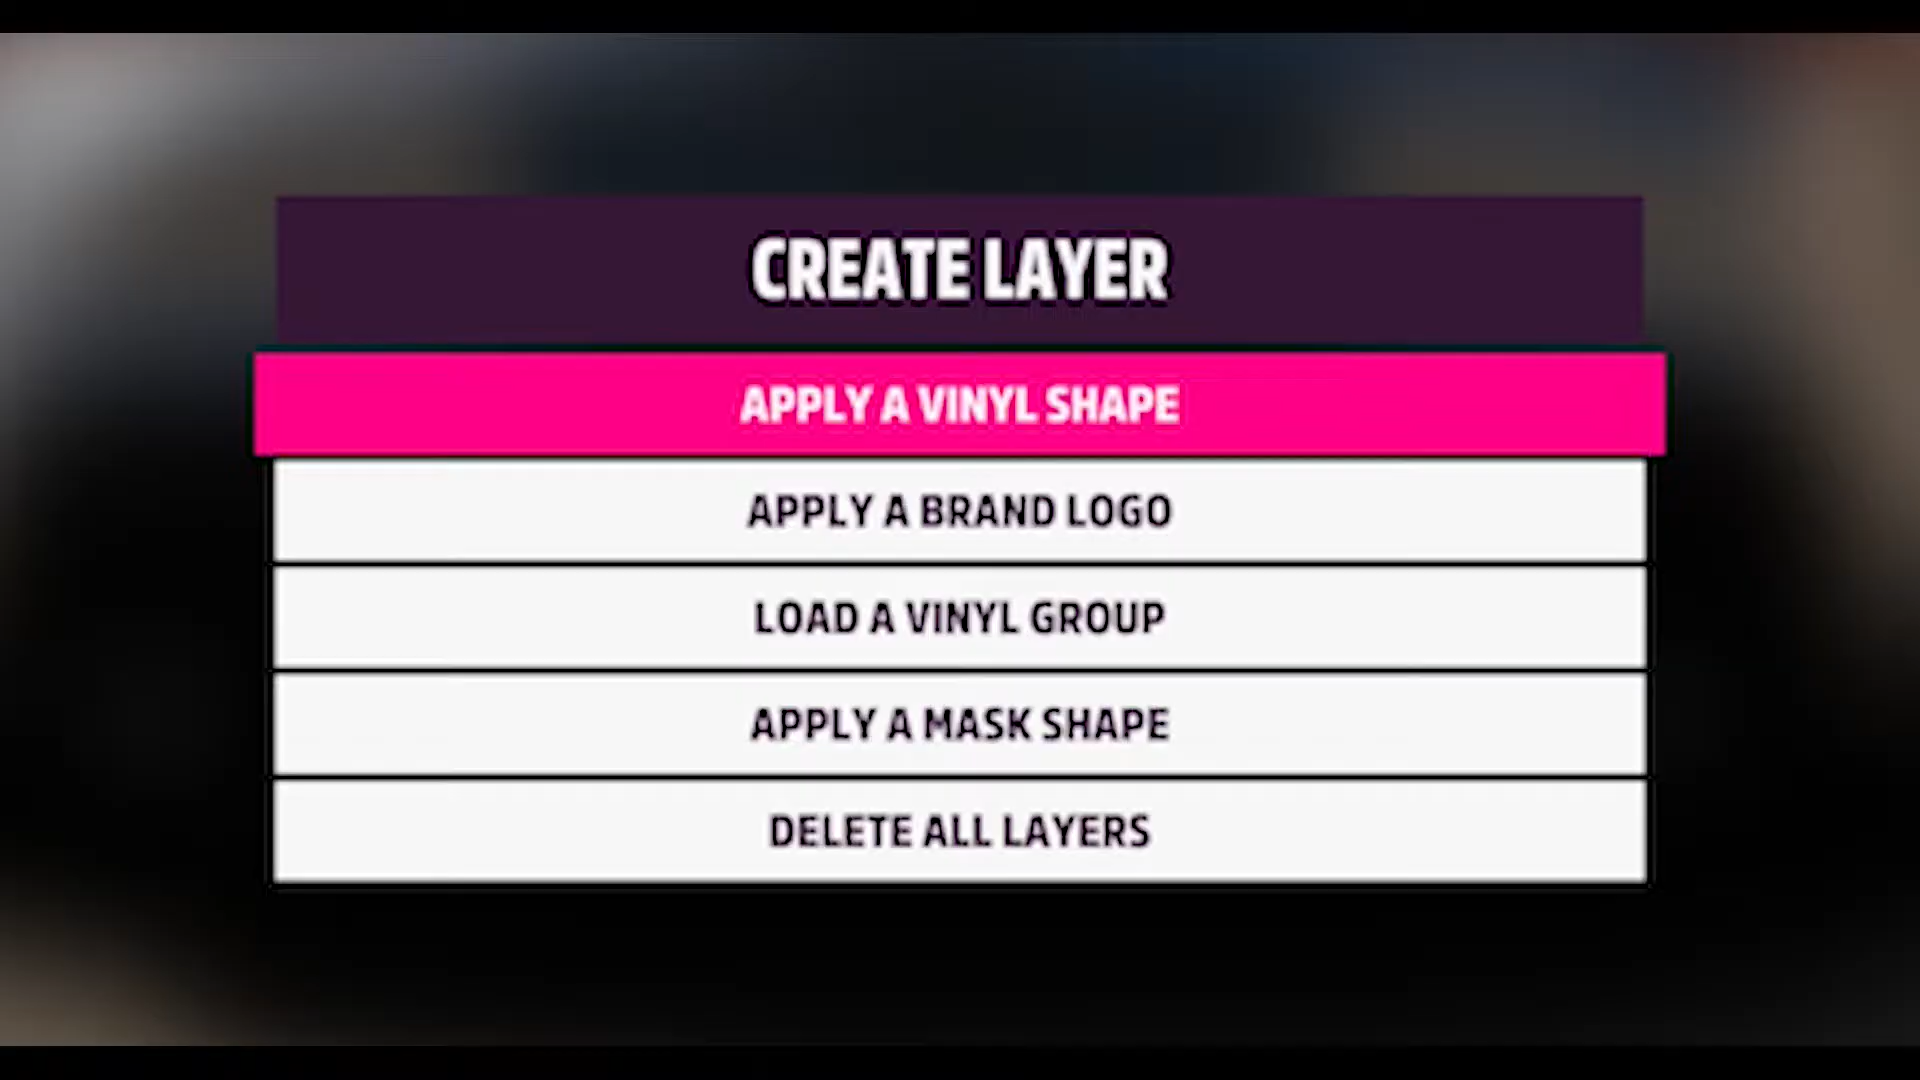 CREATE LAYER
APPLY A VINYL SHAPE
APPLY A BRAND LOGO
LOAD A VINYL GROUP
APPLY A MASK SHAPE
DELETE ALL LAYERS